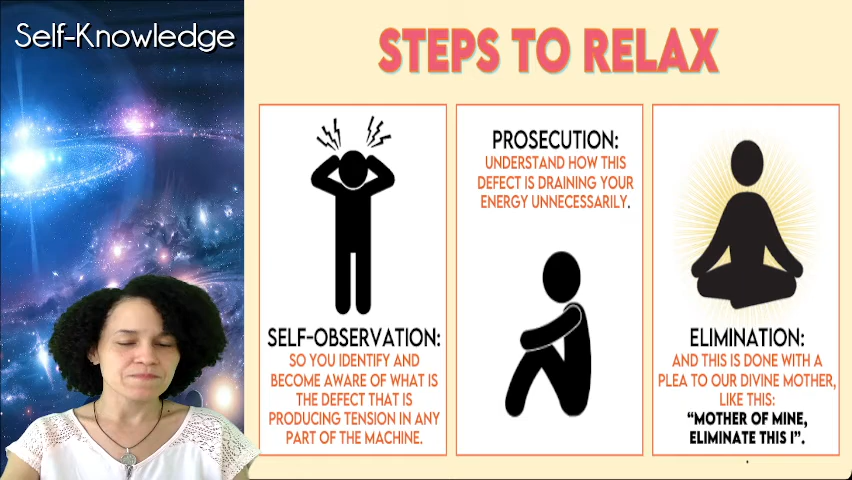 Self-Knowledge
STEPS TO RELAX
SELF-OBSERVATION:
SO YOU IDENTIFY AND
BECOME AWARE OF WHAT IS
THE DEFECT THAT IS
PRODUCING TENSION IN ANY
PART OF THE MACHINE.
PROSECUTION:
UNDERSTAND HOW THIS
DEFECT IS DRAINING YOUR
ENERGY UNNECESSARILY.
ELIMINATION:
AND THIS IS DONE WITH A
PLEA TO OUR DIVINE MOTHER,
LIKE THIS:
“MOTHER OF MINE,
ELIMINATE THIS I”.